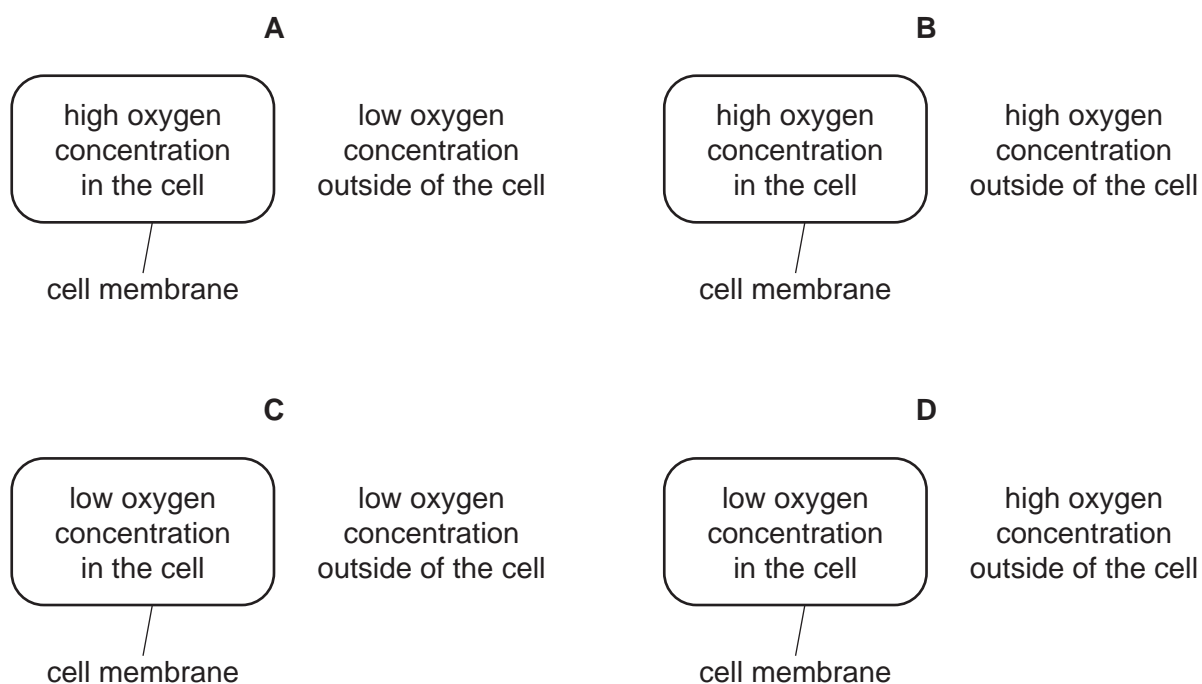 A
high oxygen
concentration
in the cell
low oxygen
concentration
outside of the cell
cell membrane
B
high oxygen
concentration
in the cell
high oxygen
concentration
outside of the cell
cell membrane
C
low oxygen
concentration
in the cell
low oxygen
concentration
outside of the cell
cell membrane
D
low oxygen
concentration
in the cell
high oxygen
concentration
outside of the cell
cell membrane